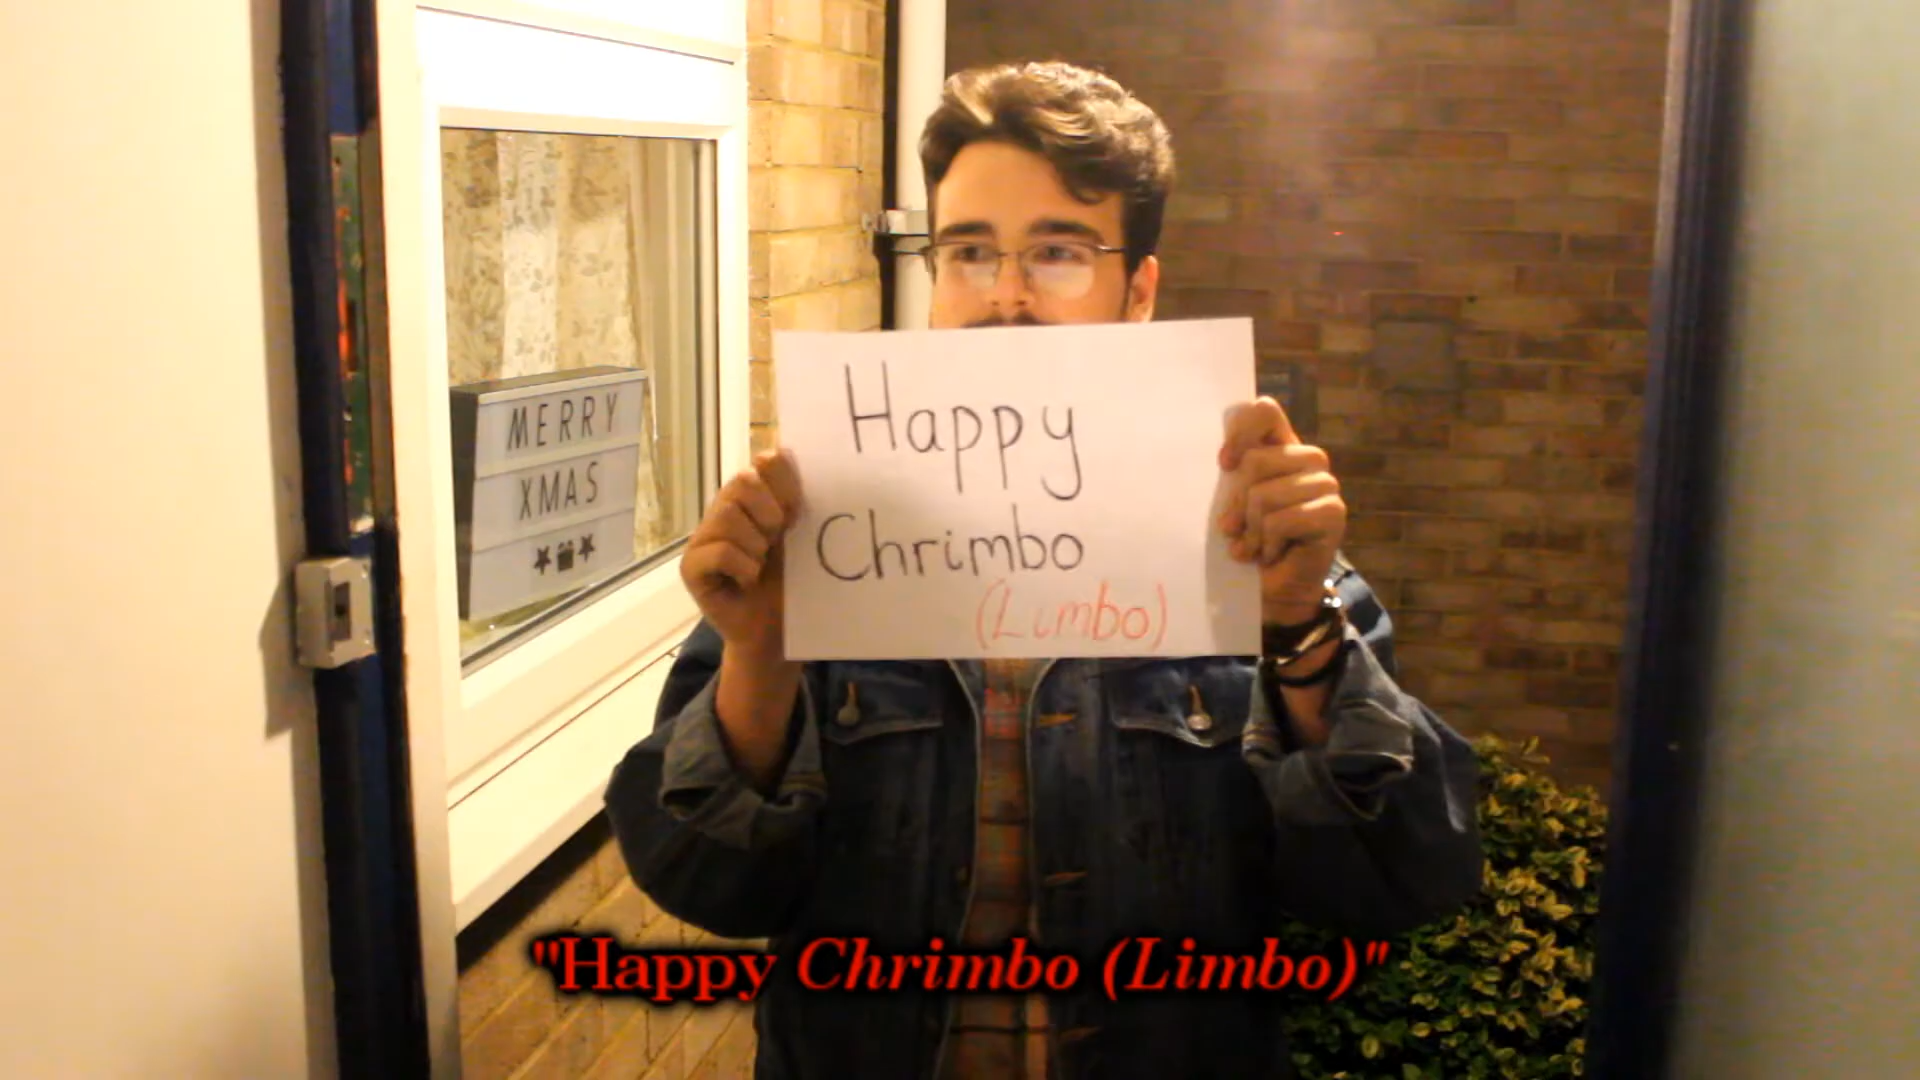 MERRY
XMAS
Happy
Chrimbo
(Limbo)
"Happy Chrimbo (Limbo)"